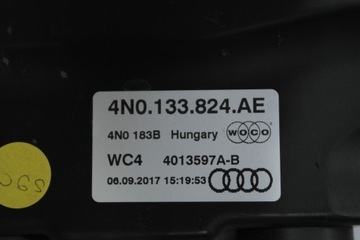 4N0.133.824.AE
4N0 183B Hungary WOCO
WC4 4013597A-B
06.09.2017 15:19:53